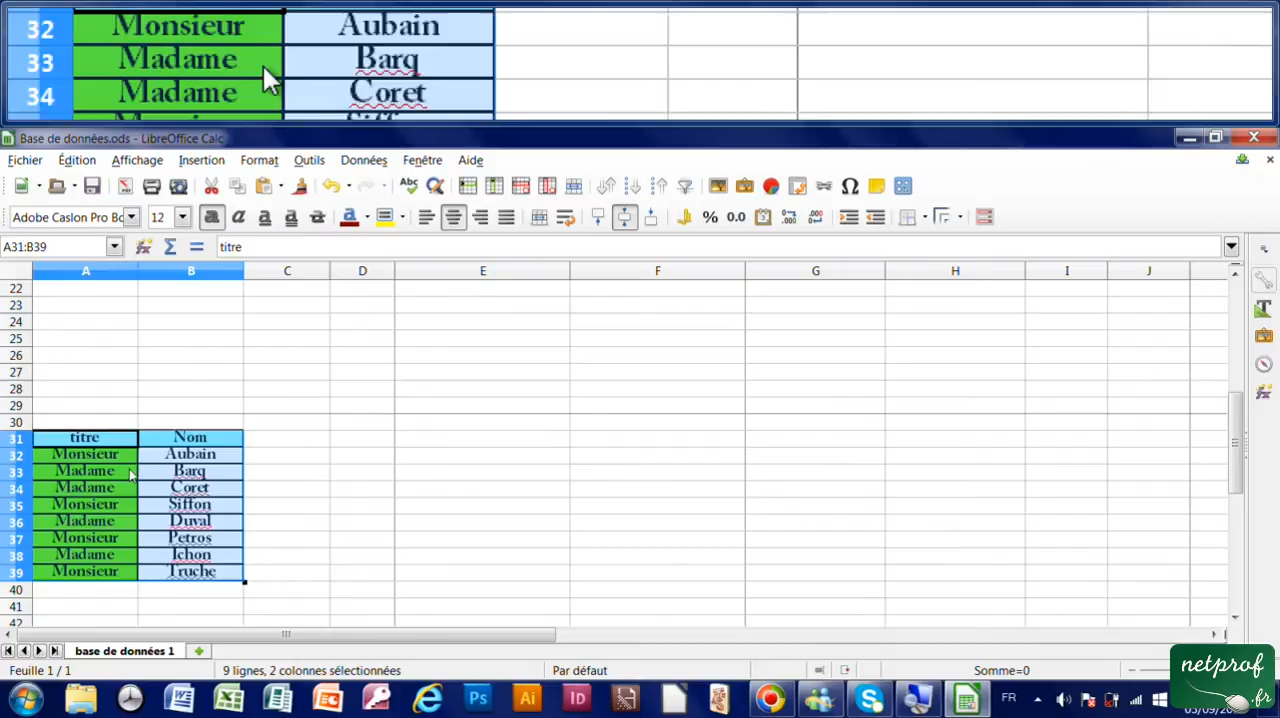 32 Monsieur Aubain
33 Madame Barq
34 Madame Coret
Base de données.ods - LibreOffice Calc
Fichier Édition Affichage Insertion Format Outils Données Fenêtre Aide
Adobe Caslon Pro Bo 12
A31:B39 titre
A B C D E F G H I J
22
23
24
25
26
27
28
29
30
31 titre Nom
32 Monsieur Aubain
33 Madame Barq
34 Madame Coret
35 Monsieur Siffon
36 Madame Duval
37 Monsieur Petros
38 Madame Ichon
39 Monsieur Truche
40
41
42
base de données 1
Feuille 1 / 1 9 lignes, 2 colonnes sélectionnées Par défaut Somme=0
netprof
.fr
Ps Ai Id FR